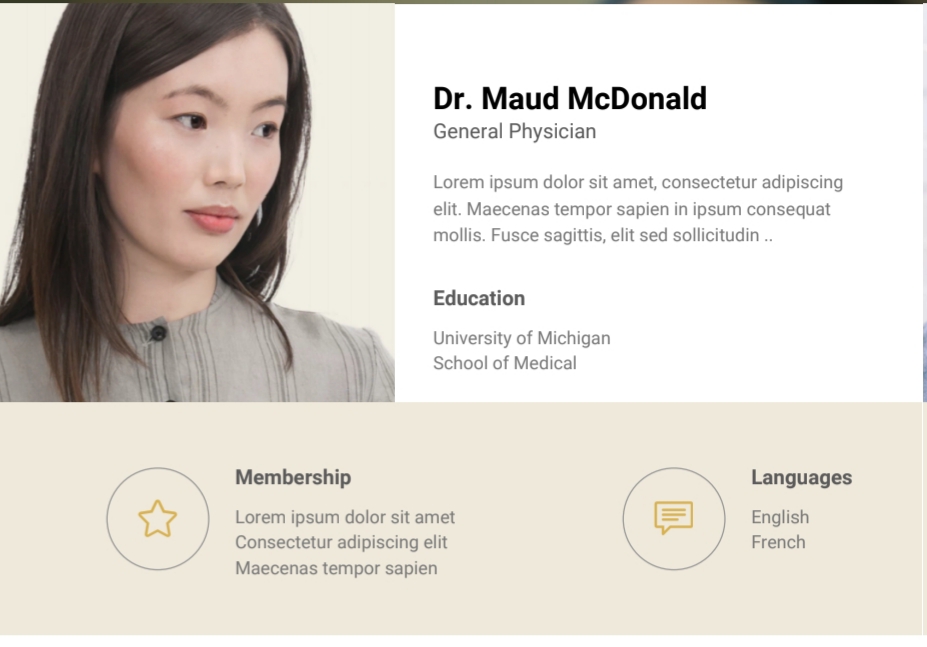 Dr. Maud McDonald
General Physician
Lorem ipsum dolor sit amet, consectetur adipiscing
elit. Maecenas tempor sapien in ipsum consequat
mollis. Fusce sagittis, elit sed sollicitudin ..
Education
University of Michigan
School of Medical
Membership
Lorem ipsum dolor sit amet
Consectetur adipiscing elit
Maecenas tempor sapien
Languages
English
French